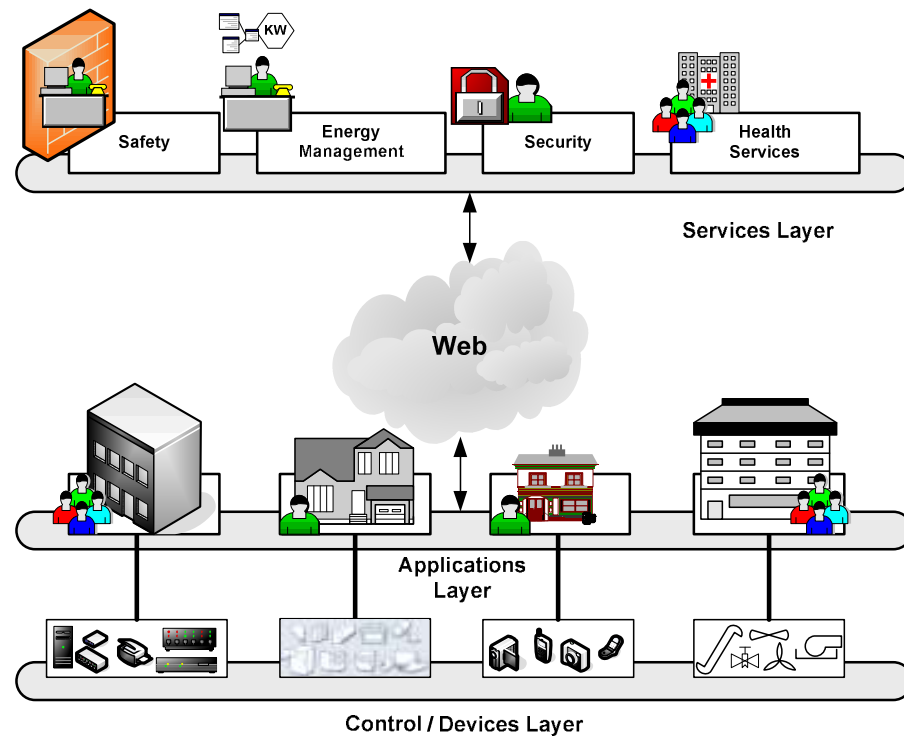 KW
Safety
Energy
Management
Security
Health
Services
Services Layer
Web
Applications
Layer
Control / Devices Layer